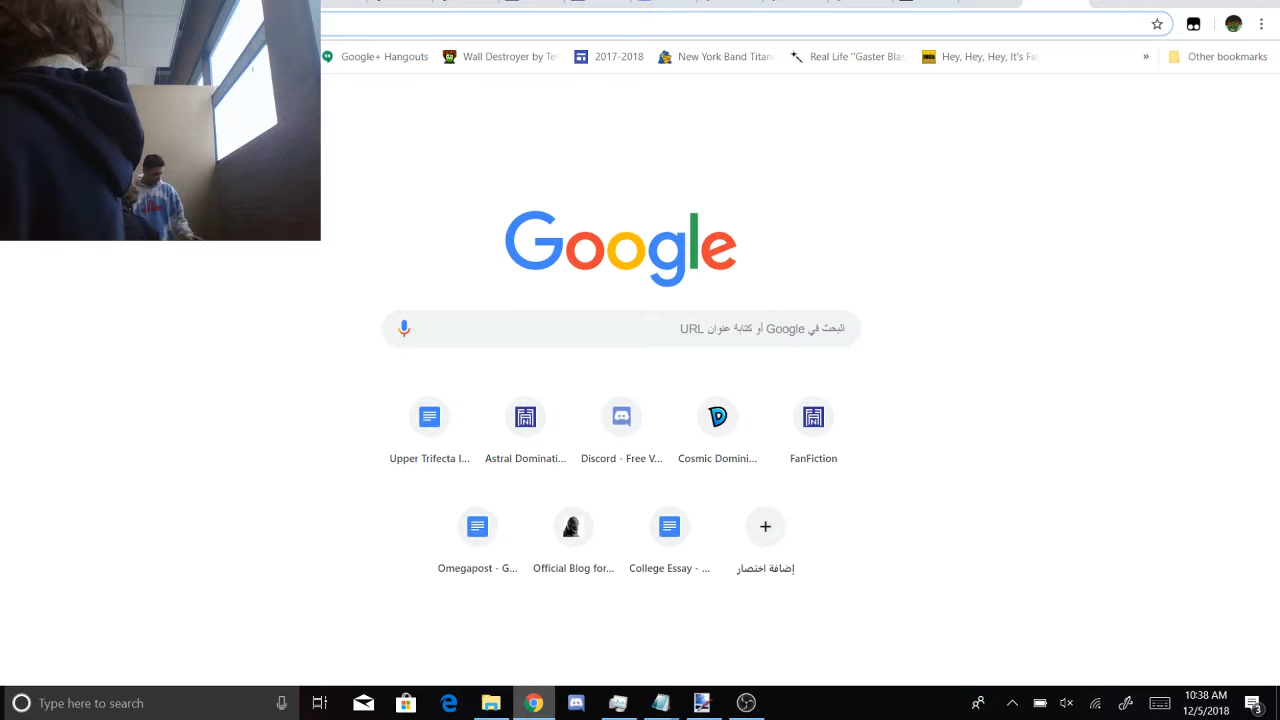 Google+ Hangouts
Wall Destroyer by Te
2017-2018
New York Band Titan
Real Life "Gaster Blas
Hey, Hey, Hey, It's Fa
»
Other bookmarks
Google
البحث في Google أو كتابة عنوان URL
Upper Trifecta I...
Astral Dominati...
Discord - Free V...
Cosmic Domini...
FanFiction
Omegapost - G...
Official Blog for...
College Essay - ...
إضافة اختصار
Type here to search
10:38 AM
12/5/2018
3